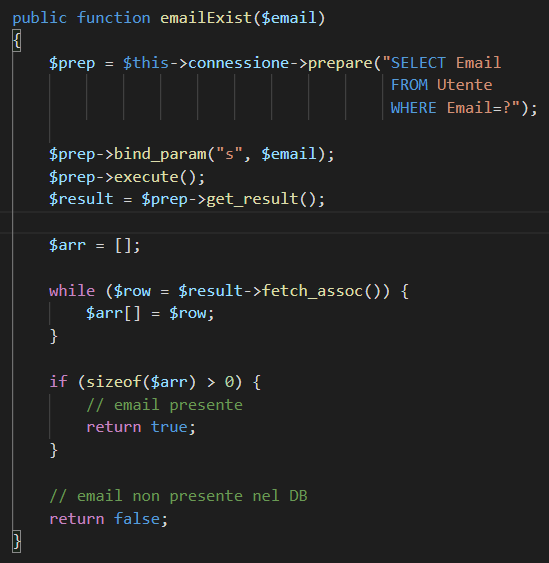 public function emailExist($email)
{
    $prep = $this->connessione->prepare("SELECT Email
                                         FROM Utente
                                         WHERE Email=?");

    $prep->bind_param("s", $email);
    $prep->execute();
    $result = $prep->get_result();

    $arr = [];

    while ($row = $result->fetch_assoc()) {
        $arr[] = $row;
    }

    if (sizeof($arr) > 0) {
        // email presente
        return true;
    }

    // email non presente nel DB
    return false;
}